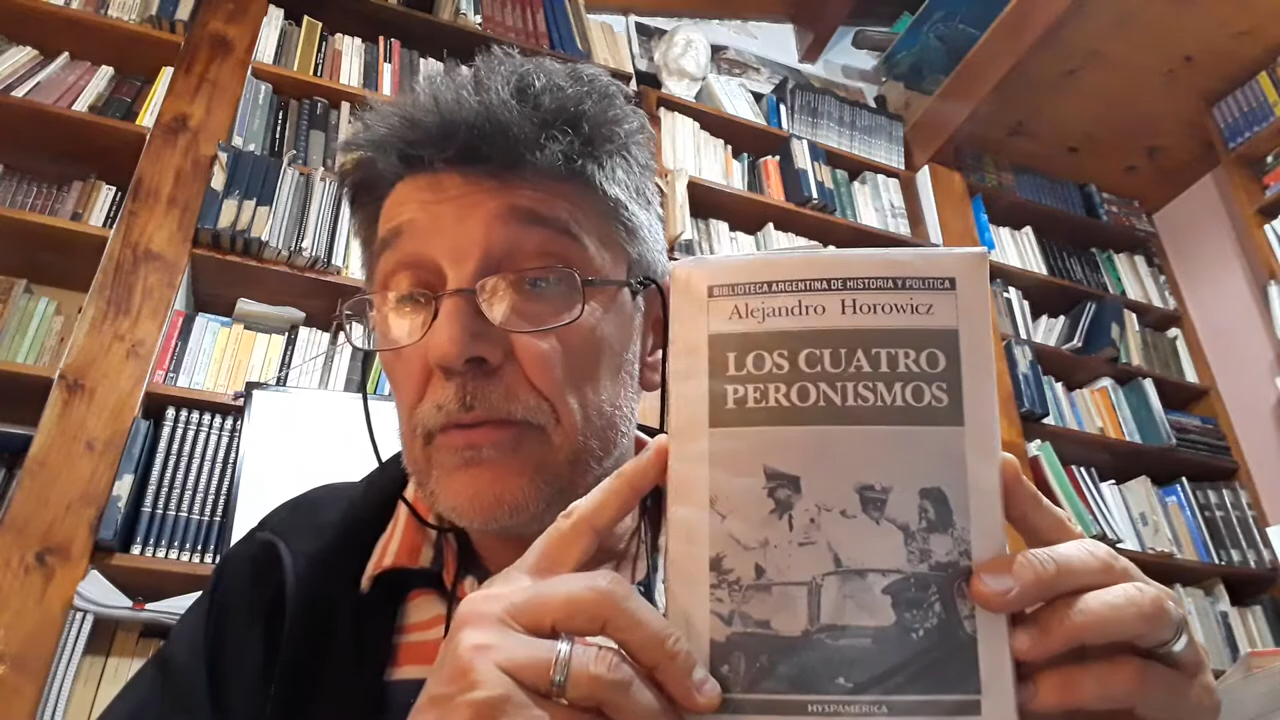 BIBLIOTECA ARGENTINA DE HISTORIA Y POLITICA
Alejandro Horowicz
LOS CUATRO
PERONISMOS
HYSPAMERICA